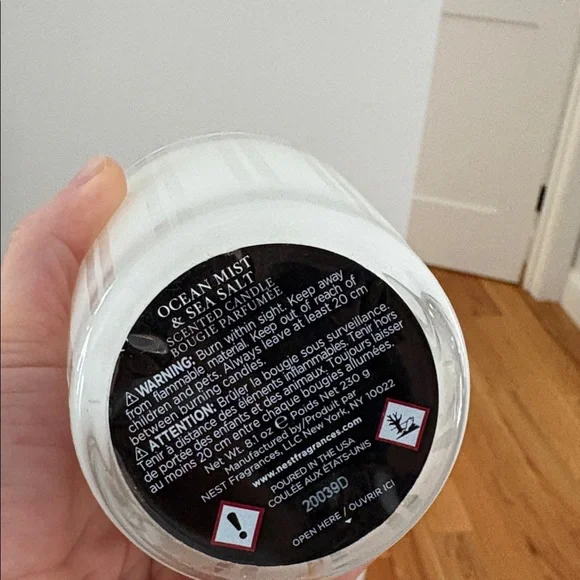 OCEAN MIST
& SEA SALT
SCENTED CANDLE
BOUGIE PARFUMÉE
⚠WARNING: Burn within sight. Keep away
from flammable material. Keep out of reach of
children and pets. Always leave at least 20 cm
between burning candles.
⚠ATTENTION: Brûler la bougie sous surveillance.
Tenir à distance des éléments inflammables. Tenir hors
de portée des enfants et des animaux. Toujours laisser
au moins 20 cm entre chaque bougies allumées.
Net Wt. 8.1 oz ℮ Poids Net 230 g
Manufactured by/Produit par:
NEST Fragrances, LLC New York, NY 10022
www.nestfragrances.com
POURED IN THE USA
COULÉE AUX ÉTATS-UNIS
20039D
OPEN HERE / OUVRIR ICI